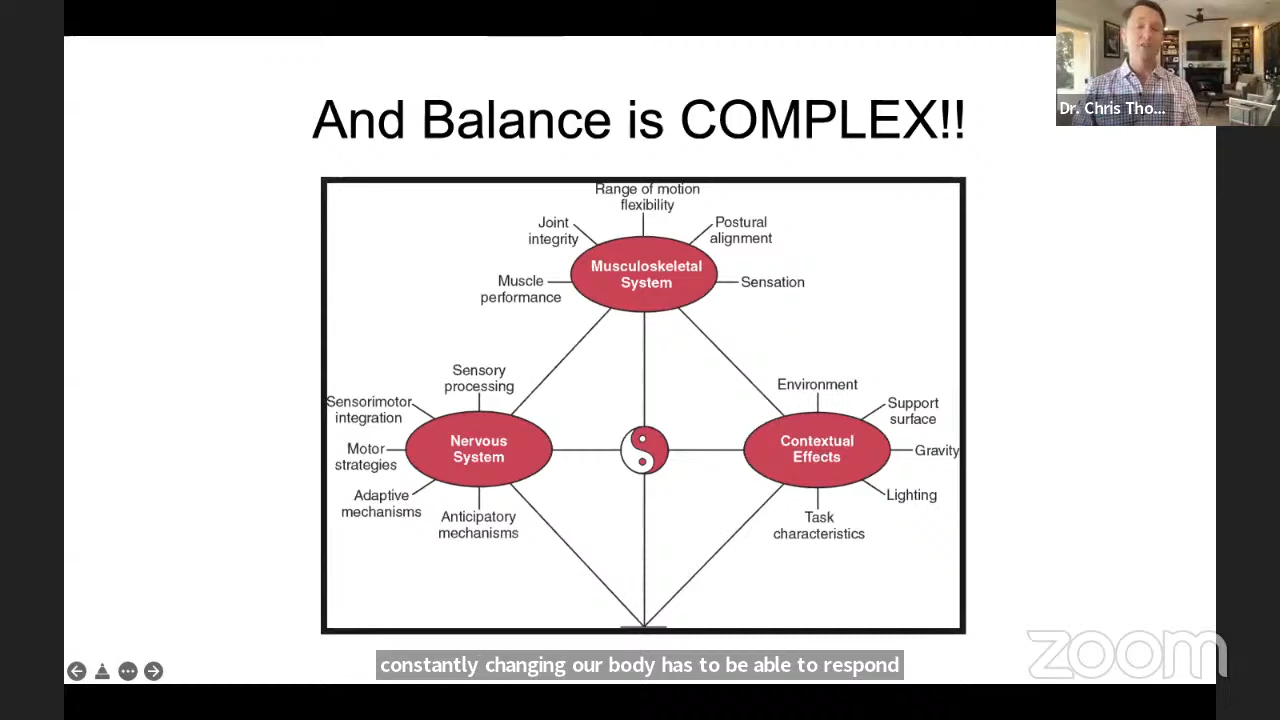 Dr. Chris Tho...
And Balance is COMPLEX!!
Range of motion
flexibility
Joint
integrity
Postural
alignment
Musculoskeletal
System
Muscle
performance
Sensation
Sensory
processing
Sensorimotor
integration
Motor
strategies
Adaptive
mechanisms
Anticipatory
mechanisms
Nervous
System
Environment
Support
surface
Gravity
Lighting
Task
characteristics
Contextual
Effects
constantly changing our body has to be able to respond
zoom